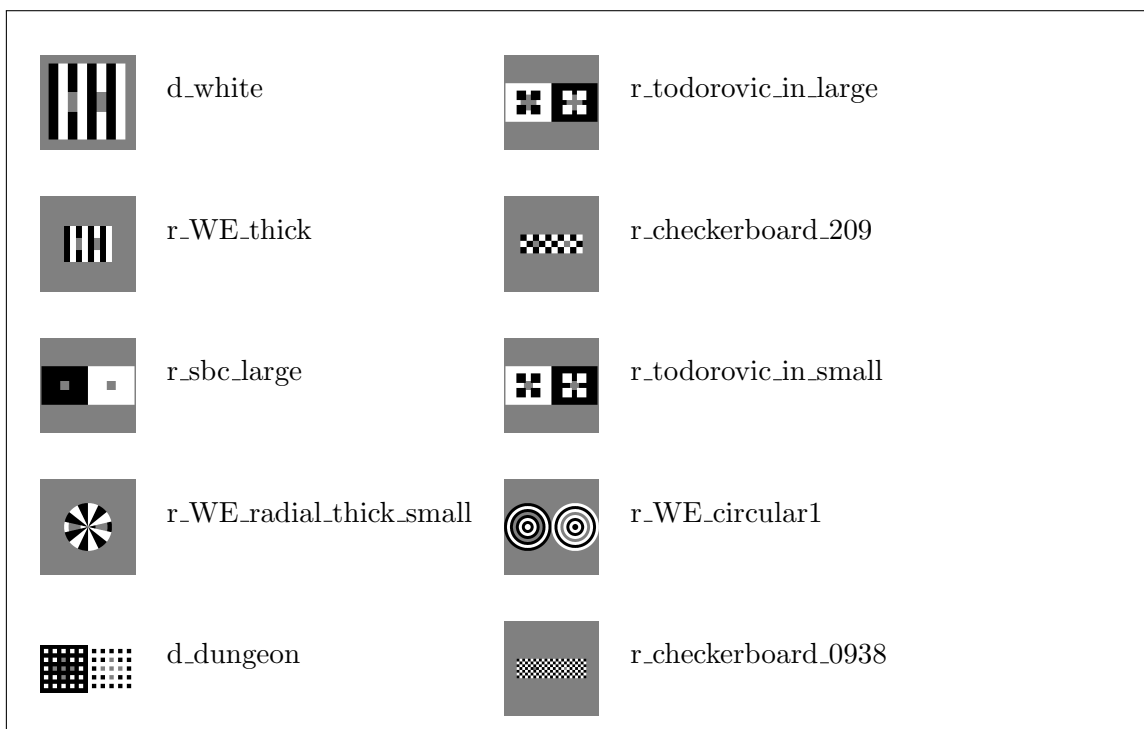 d_white
r_todorovic_in_large
r_WE_thick
r_checkerboard_209
r_sbc_large
r_todorovic_in_small
r_WE_radial_thick_small
r_WE_circular1
d_dungeon
r_checkerboard_0938